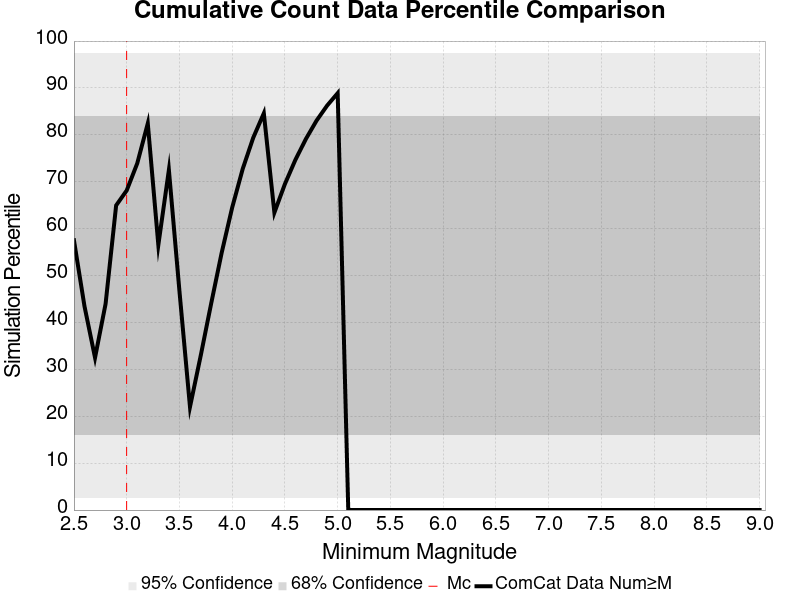 Cumulative Count Data Percentile Comparison
100
90
80
70
60
50
40
30
20
10
0
Simulation Percentile
2.5 3.0 3.5 4.0 4.5 5.0 5.5 6.0 6.5 7.0 7.5 8.0 8.5 9.0
Minimum Magnitude
95% Confidence 68% Confidence Mc ComCat Data Num≥M